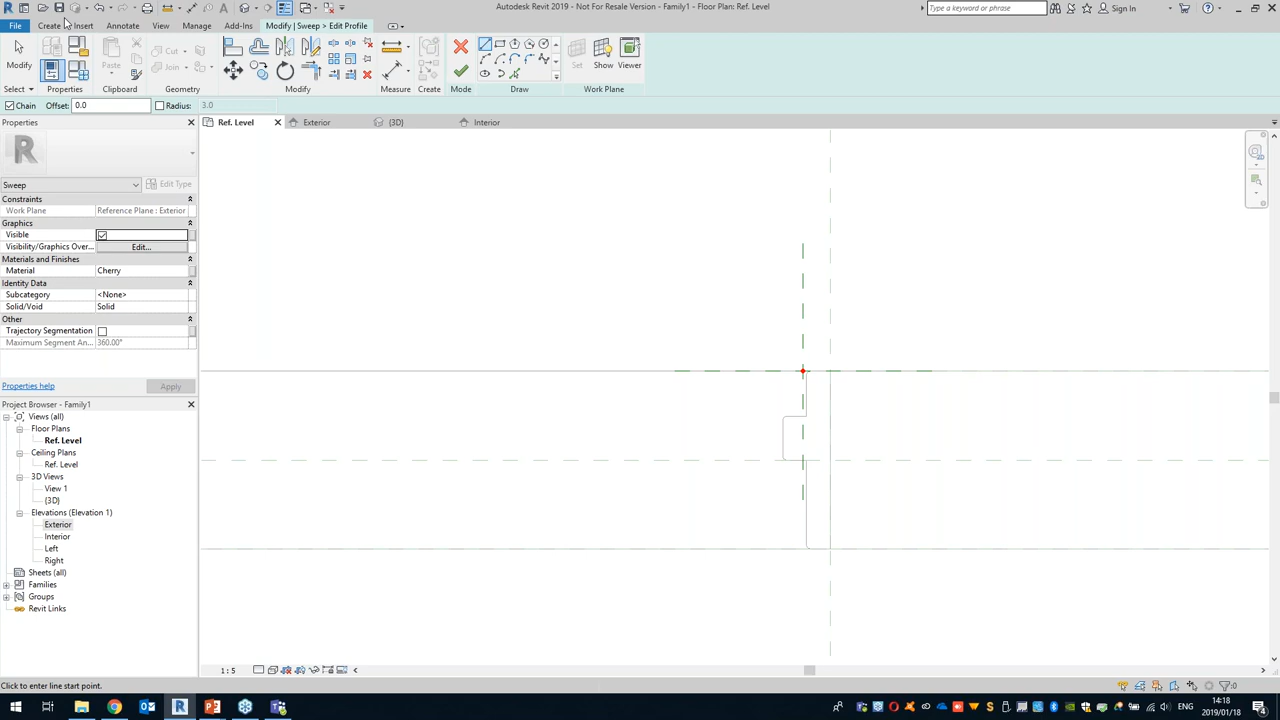 Autodesk Revit 2019 - Not For Resale Version - Family1 - Floor Plan: Ref. Level
Type a keyword or phrase
Sign In
File
Create
Insert
Annotate
View
Manage
Add-Ins
Modify | Sweep > Edit Profile
Modify
Paste
Cut
Join
Create
Set
Show
Viewer
Select
Properties
Clipboard
Geometry
Modify
Measure
Create
Mode
Draw
Work Plane
Chain
Offset: 0.0
Radius: 3.0
Properties
Ref. Level
Exterior
{3D}
Interior
Sweep
Edit Type
Constraints
Work Plane
Reference Plane : Exterior
Graphics
Visible
Visibility/Graphics Over...
Edit...
Materials and Finishes
Material
Cherry
Identity Data
Subcategory
<None>
Solid/Void
Solid
Other
Trajectory Segmentation
Maximum Segment An...
360.00°
Properties help
Apply
Project Browser - Family1
Views (all)
Floor Plans
Ref. Level
Ceiling Plans
Ref. Level
3D Views
View 1
{3D}
Elevations (Elevation 1)
Exterior
Interior
Left
Right
Sheets (all)
Families
Groups
Revit Links
1 : 5
Click to enter line start point.
:0
ENG
14:18
2019/01/18